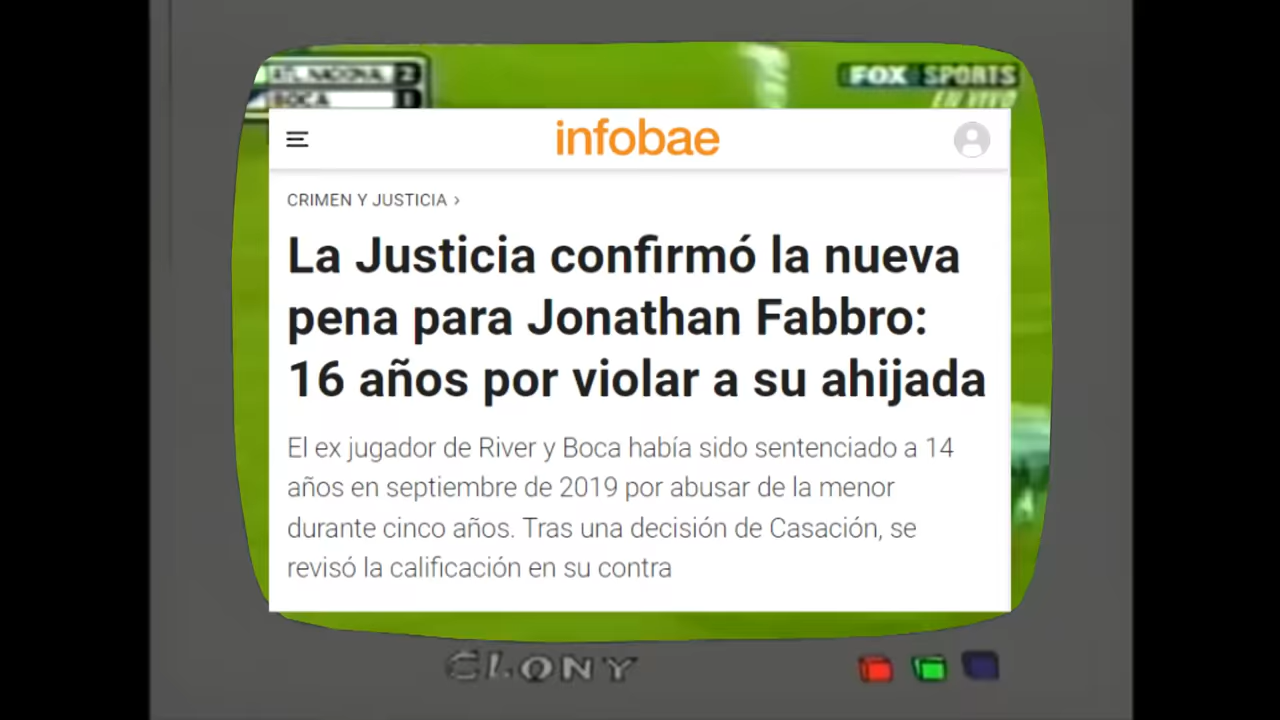 ATL. NACIONAL 2
BOCA 0
FOX SPORTS
EN VIVO
infobae
CRIMEN Y JUSTICIA >
La Justicia confirmó la nueva
pena para Jonathan Fabbro:
16 años por violar a su ahijada
El ex jugador de River y Boca había sido sentenciado a 14
años en septiembre de 2019 por abusar de la menor
durante cinco años. Tras una decisión de Casación, se
revisó la calificación en su contra
CLONY